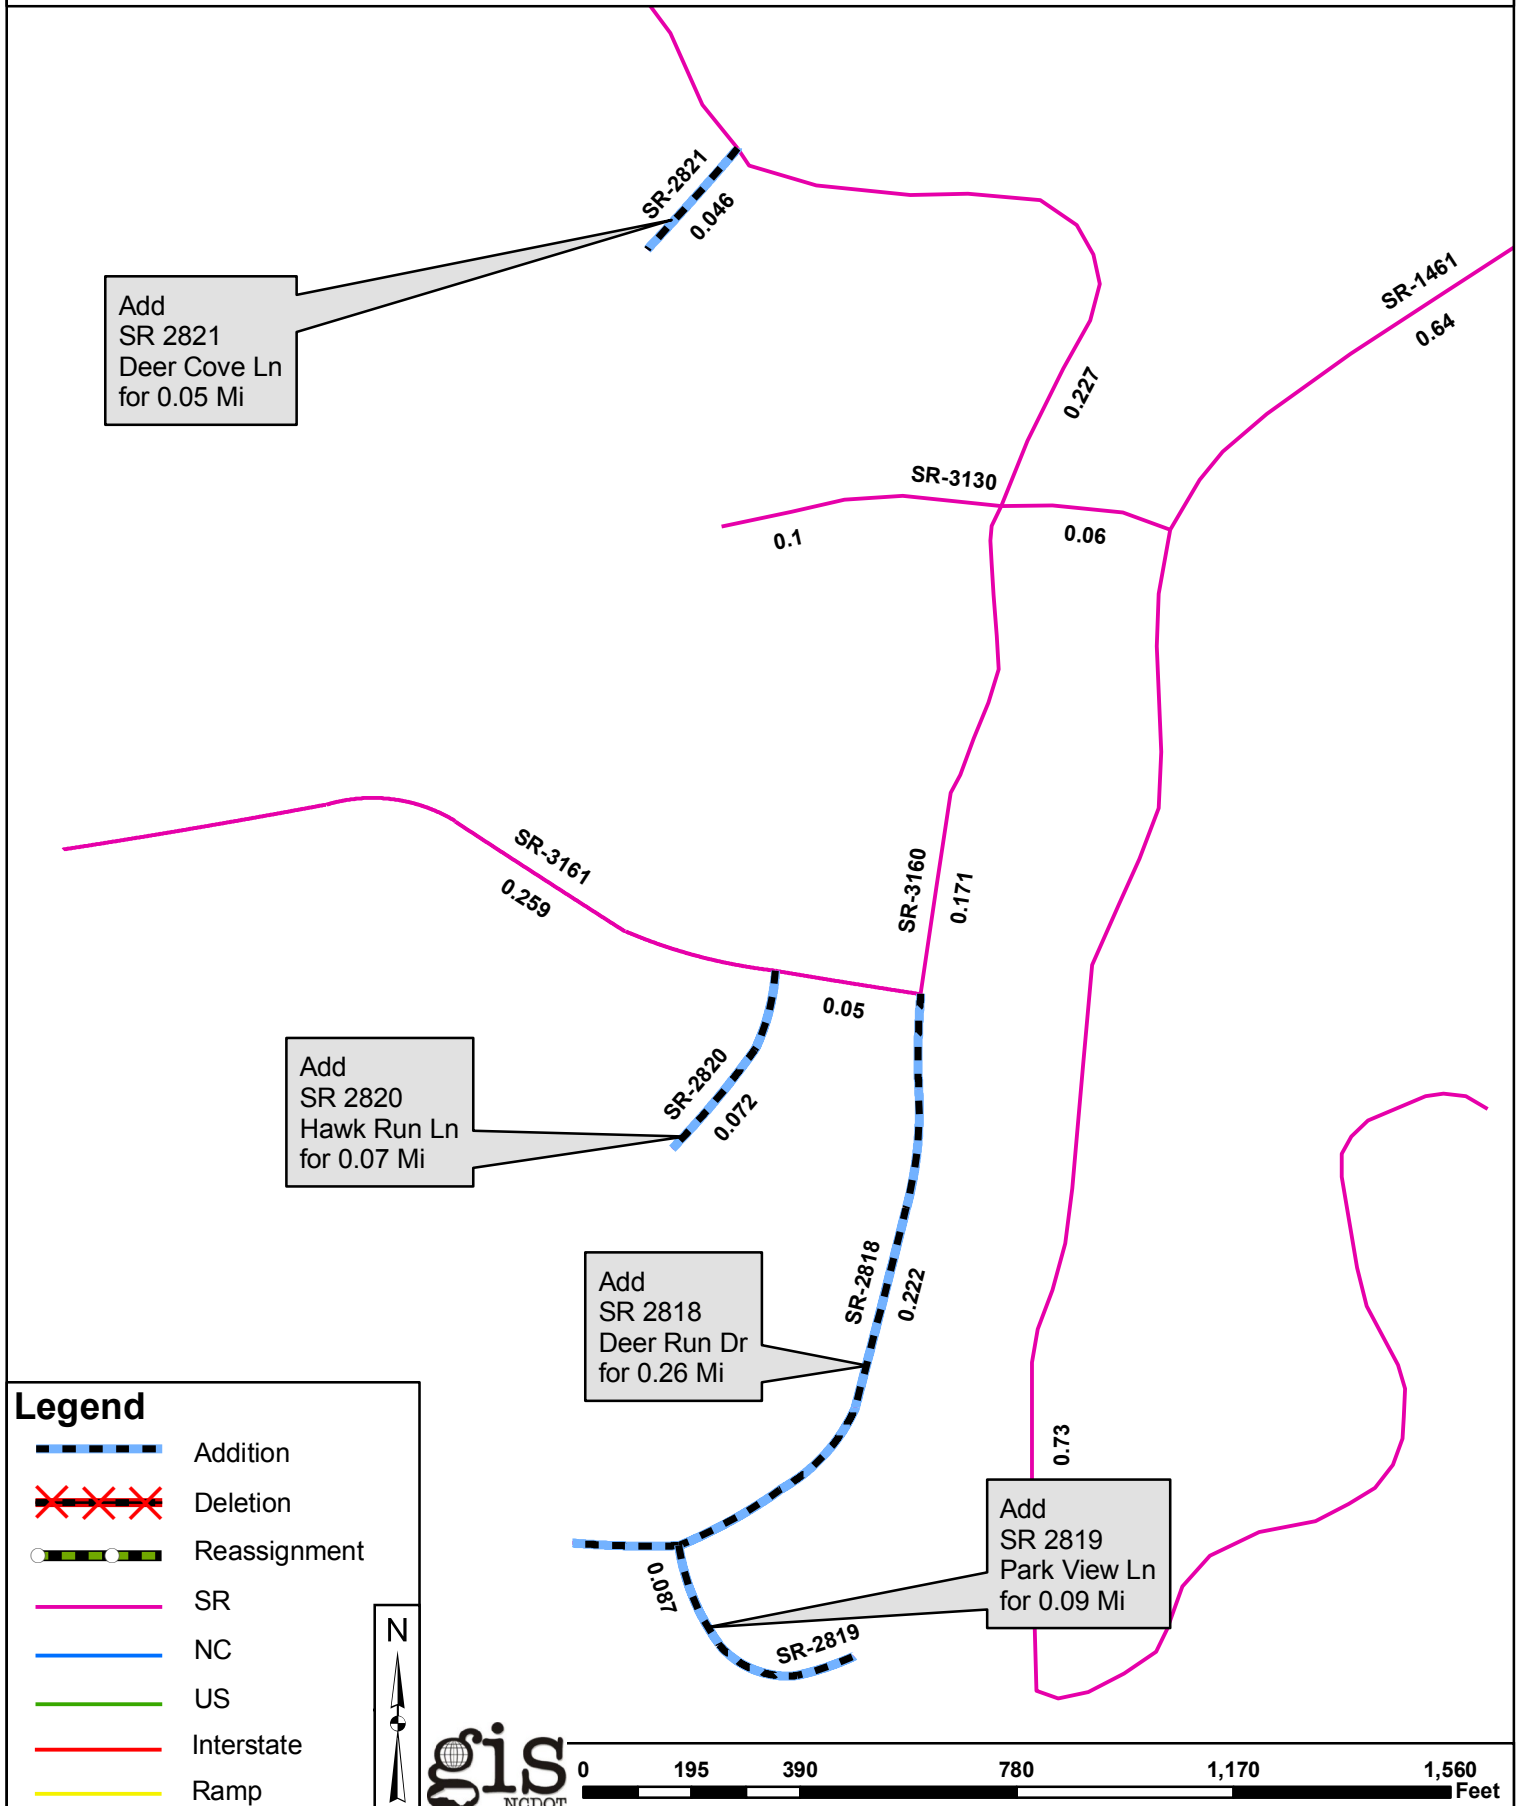 SR-2821
0.046
Add
SR 2821
Deer Cove Ln
for 0.05 Mi
SR-1461
0.64
0.227
SR-3130
0.1
0.06
SR-3161
0.259
SR-3160
0.171
0.05
Add
SR 2820
Hawk Run Ln
for 0.07 Mi
SR-2820
0.072
Add
SR 2818
Deer Run Dr
for 0.26 Mi
SR-2818
0.222
0.73
Add
SR 2819
Park View Ln
for 0.09 Mi
0.087
SR-2819
Legend
Addition
Deletion
Reassignment
SR
NC
US
Interstate
Ramp
N
gis
NCDOT
0 195 390 780 1,170 1,560
Feet